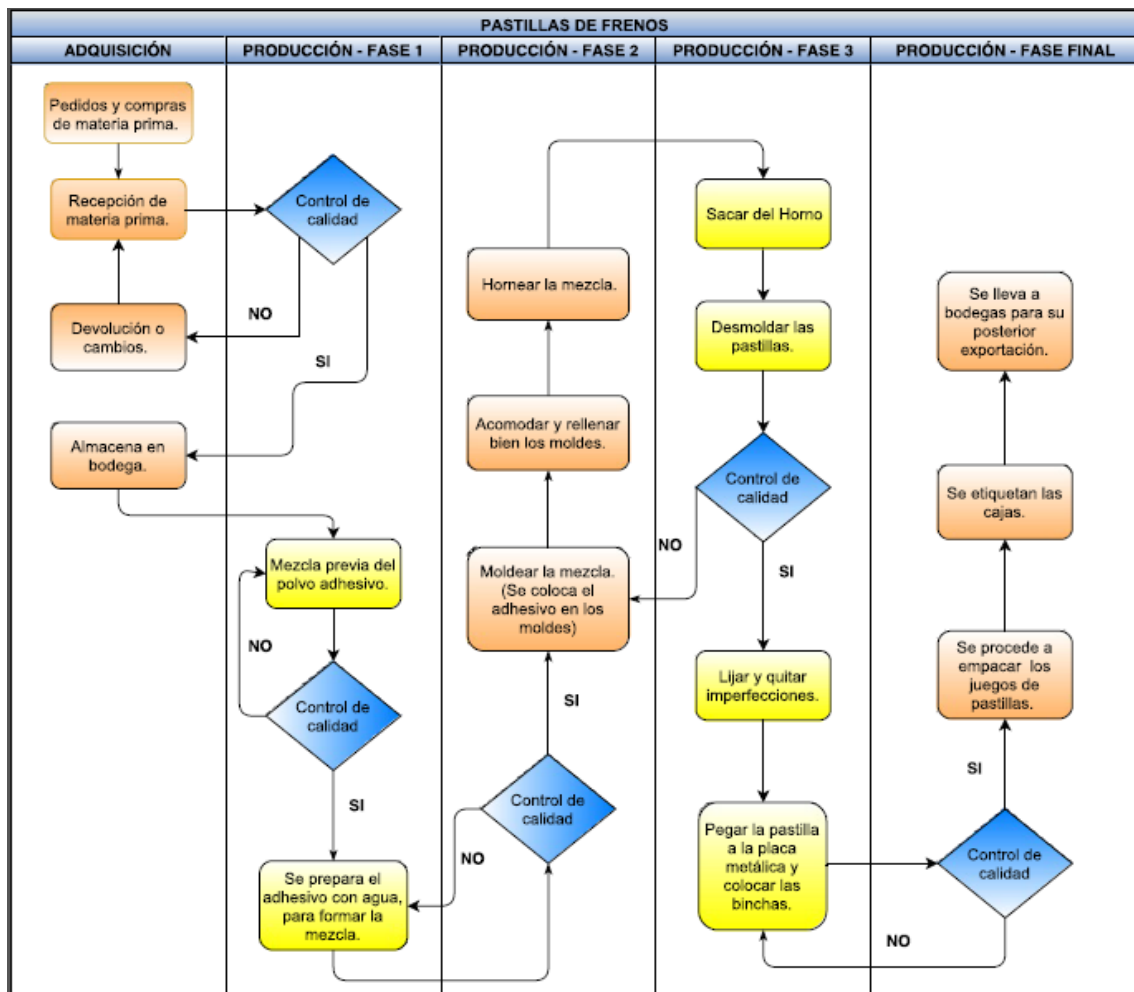 PASTILLAS DE FRENOS
ADQUISICIÓN
PRODUCCIÓN - FASE 1
PRODUCCIÓN - FASE 2
PRODUCCIÓN - FASE 3
PRODUCCIÓN - FASE FINAL
Pedidos y compras
de materia prima.
Recepción de
materia prima.
Devolución o
cambios.
Almacena en
bodega.
Control de
calidad
NO
SI
Mezcla previa del
polvo adhesivo.
NO
Control de
calidad
SI
Se prepara el
adhesivo con agua,
para formar la
mezcla.
Hornear la mezcla.
Acomodar y rellenar
bien los moldes.
Moldear la mezcla.
(Se coloca el
adhesivo en los
moldes)
SI
Control de
calidad
NO
Sacar del Horno
Desmoldar las
pastillas.
Control de
calidad
NO
SI
Lijar y quitar
imperfecciones.
Pegar la pastilla
a la placa
metálica y
colocar las
binchas.
Se lleva a
bodegas para su
posterior
exportación.
Se etiquetan las
cajas.
Se procede a
empacar los
juegos de
pastillas.
SI
Control de
calidad
NO